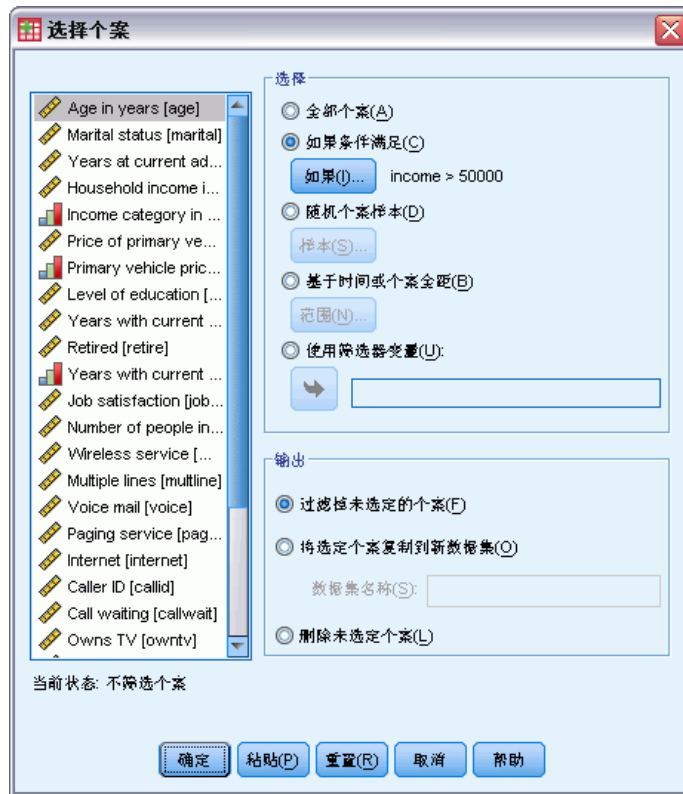 选择个案
Age in years [age]
Marital status [marital]
Years at current ad...
Household income i...
Income category in ...
Price of primary ve...
Primary vehicle pric...
Level of education [...
Years with current ...
Retired [retire]
Years with current ...
Job satisfaction [job...
Number of people in...
Wireless service [...
Multiple lines [multline]
Voice mail [voice]
Paging service [pag...
Internet [internet]
Caller ID [callid]
Call waiting [callwait]
Owns TV [owntv]
选择
全部个案(A)
如果条件满足(C)
如果(I)... income > 50000
随机个案样本(D)
样本(S)...
基于时间或个案全距(B)
范围(N)...
使用筛选器变量(U):
输出
过滤掉未选定的个案(F)
将选定个案复制到新数据集(O)
数据集名称(S):
删除未选定个案(L)
当前状态: 不筛选个案
确定 粘贴(P) 重置(R) 取消 帮助